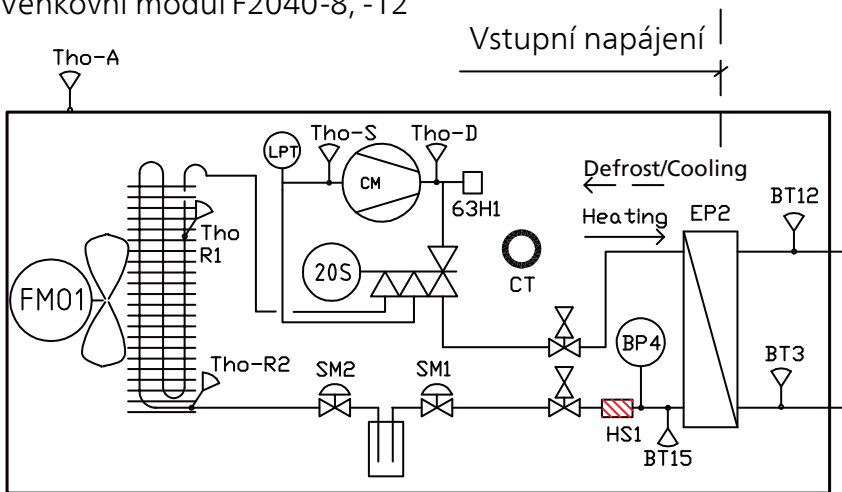 venkovní modul F2040-8, -12
Vstupní napájení
Tho-A
Tho-S
Tho-D
LPT
CM
63H1
Defrost/Cooling
Heating
EP2
BT12
Tho
R1
20S
CT
FM01
BP4
BT3
Tho-R2
SM2
SM1
HS1
BT15